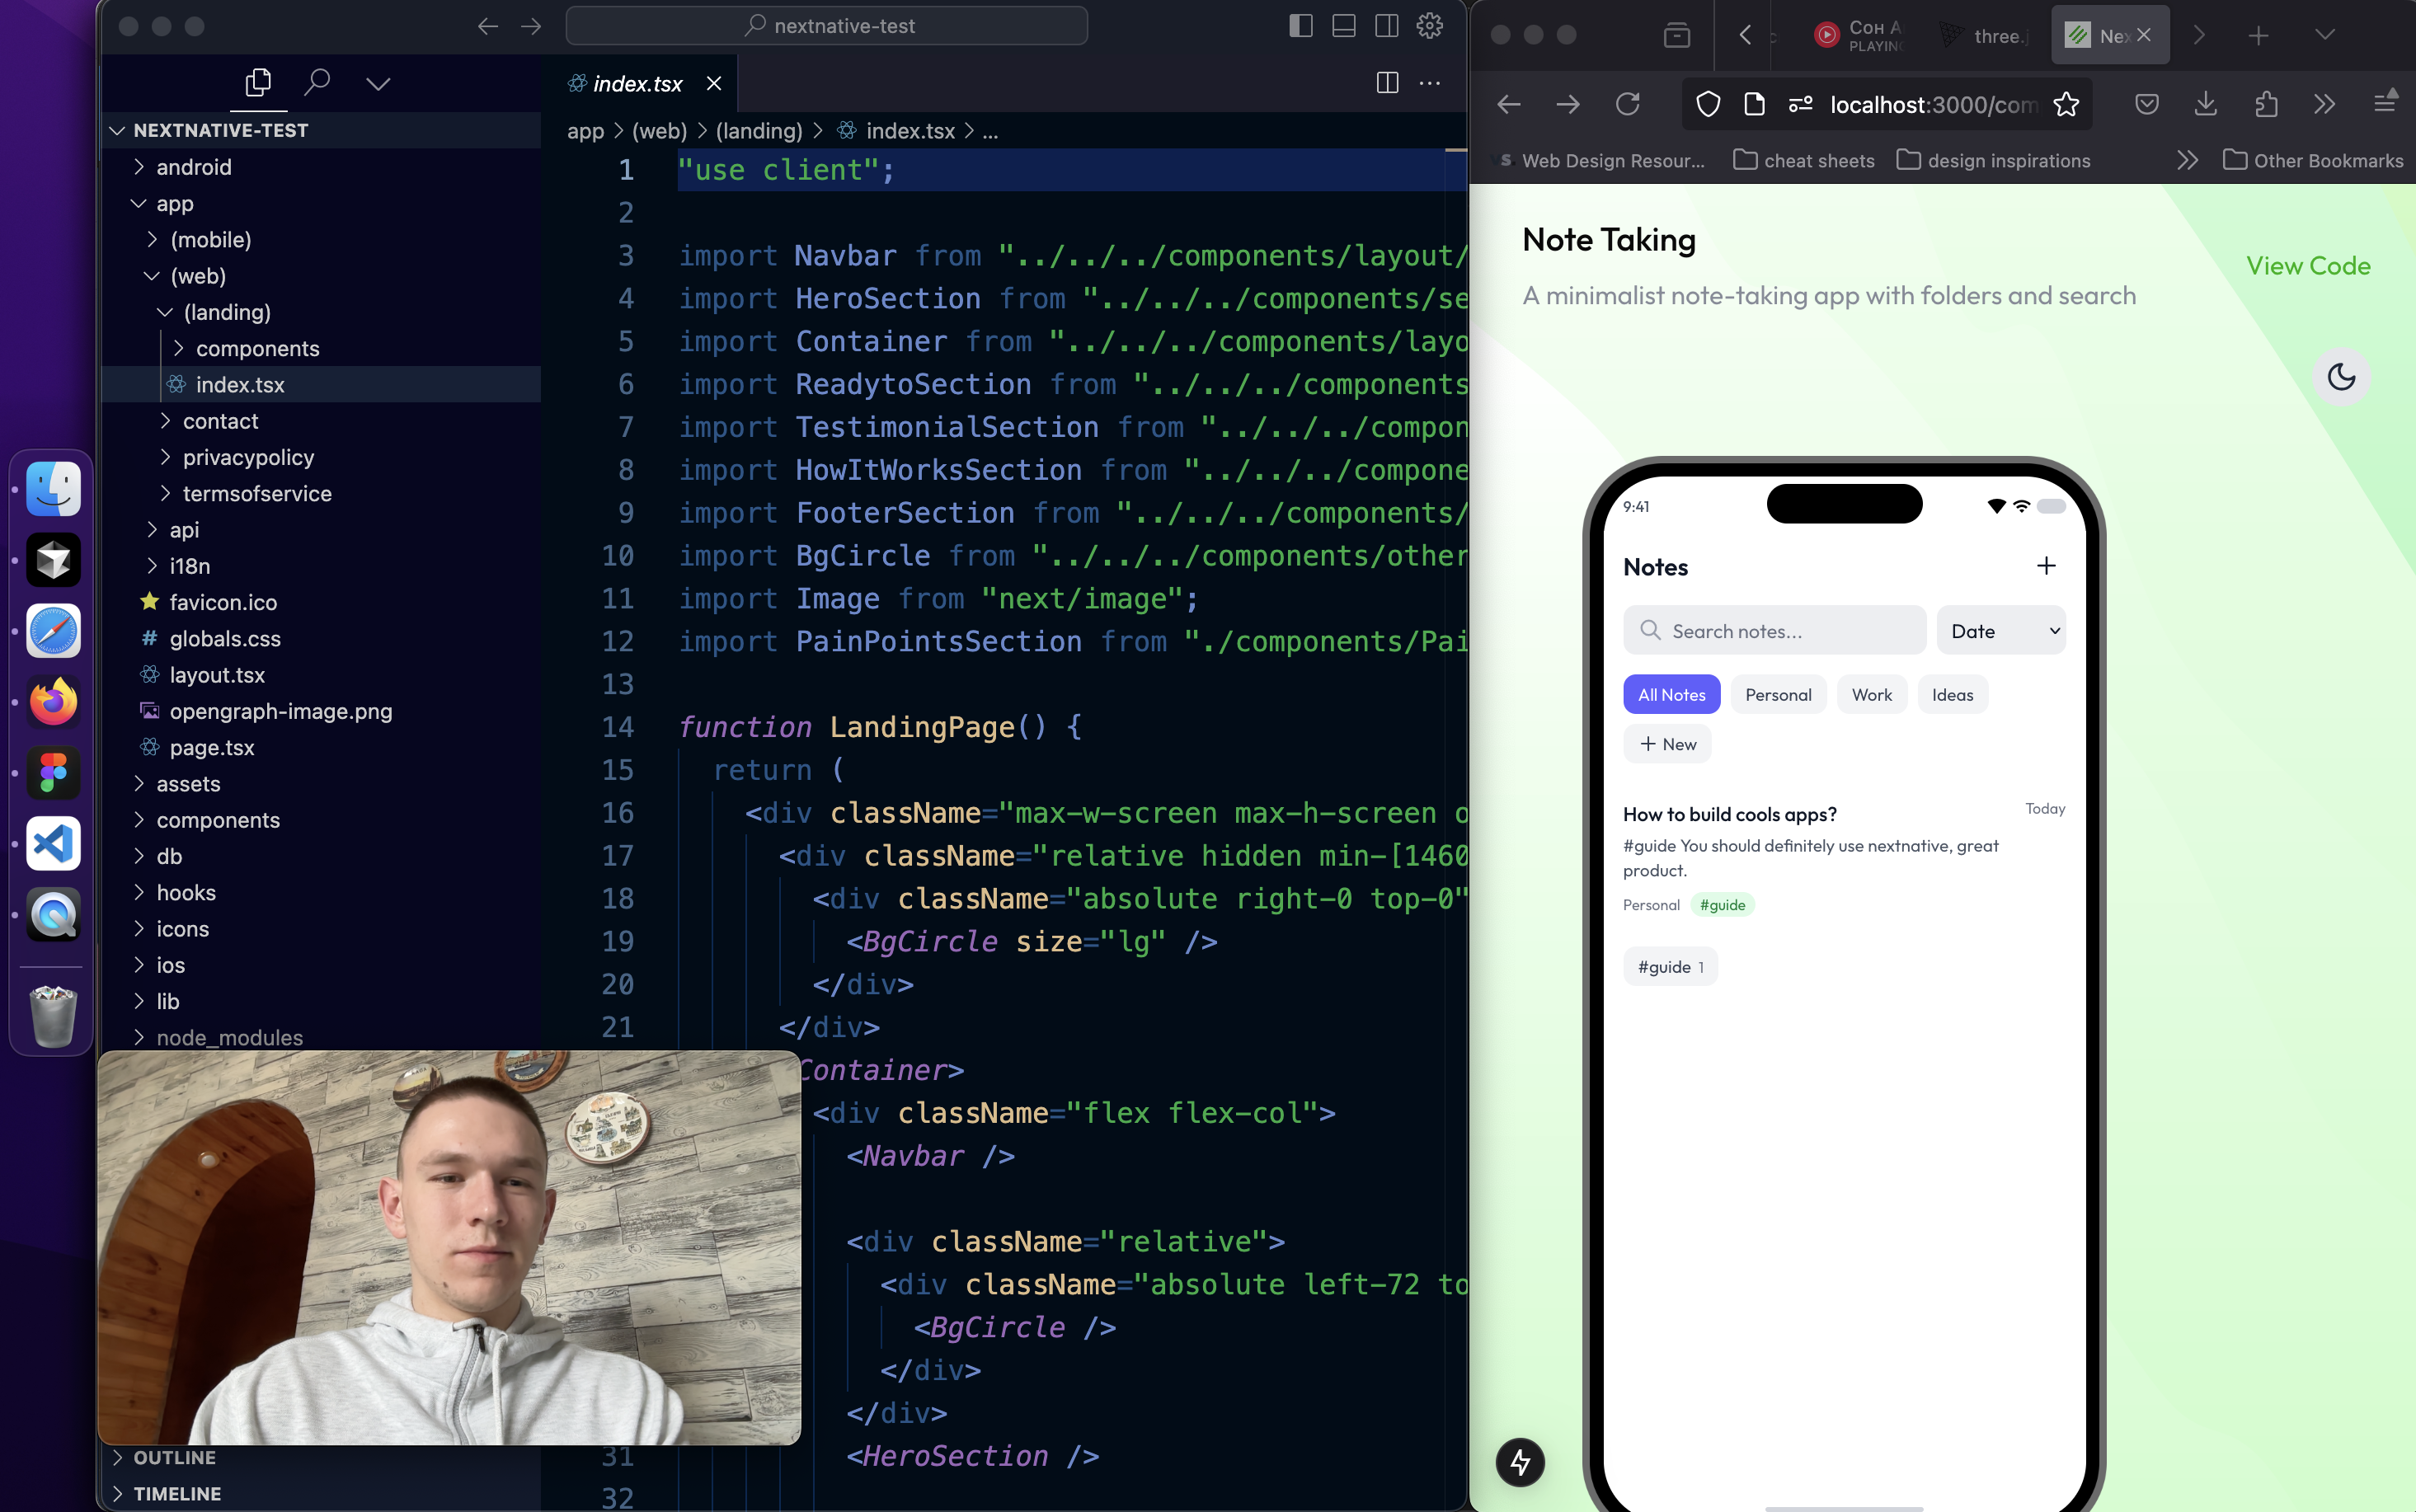 nextnative-test
NEXTNATIVE-TEST
android
app
(mobile)
(web)
(landing)
components
index.tsx
contact
privacypolicy
termsofservice
api
i18n
favicon.ico
# globals.css
layout.tsx
opengraph-image.png
page.tsx
assets
components
db
hooks
icons
ios
lib
node_modules
OUTLINE
TIMELINE
index.tsx
app > (web) > (landing) > index.tsx > ...
1 "use client";
2
3 import Navbar from "../../../components/layout/
4 import HeroSection from "../../../components/se
5 import Container from "../../../components/layo
6 import ReadytoSection from "../../../components
7 import TestimonialSection from "../../../compon
8 import HowItWorksSection from "../../../compone
9 import FooterSection from "../../../components/
10 import BgCircle from "../../../components/other
11 import Image from "next/image";
12 import PainPointsSection from "./components/Pai
13
14 function LandingPage() {
15 return (
16 <div className="max-w-screen max-h-screen o
17 <div className="relative hidden min-[1460
18 <div className="absolute right-0 top-0"
19 <BgCircle size="lg" />
20 </div>
21 </div>
Container>
<div className="flex flex-col">
<Navbar />
<div className="relative">
<div className="absolute left-72 to
<BgCircle />
</div>
</div>
31 <HeroSection />
32
Сон А
PLAYING
three.j
Nex
localhost:3000/com
Web Design Resour...
cheat sheets
design inspirations
Other Bookmarks
Note Taking
A minimalist note-taking app with folders and search
View Code
9:41
Notes
Search notes...
Date
All Notes
Personal
Work
Ideas
+ New
How to build cools apps?
Today
#guide You should definitely use nextnative, great
product.
Personal
#guide
#guide 1